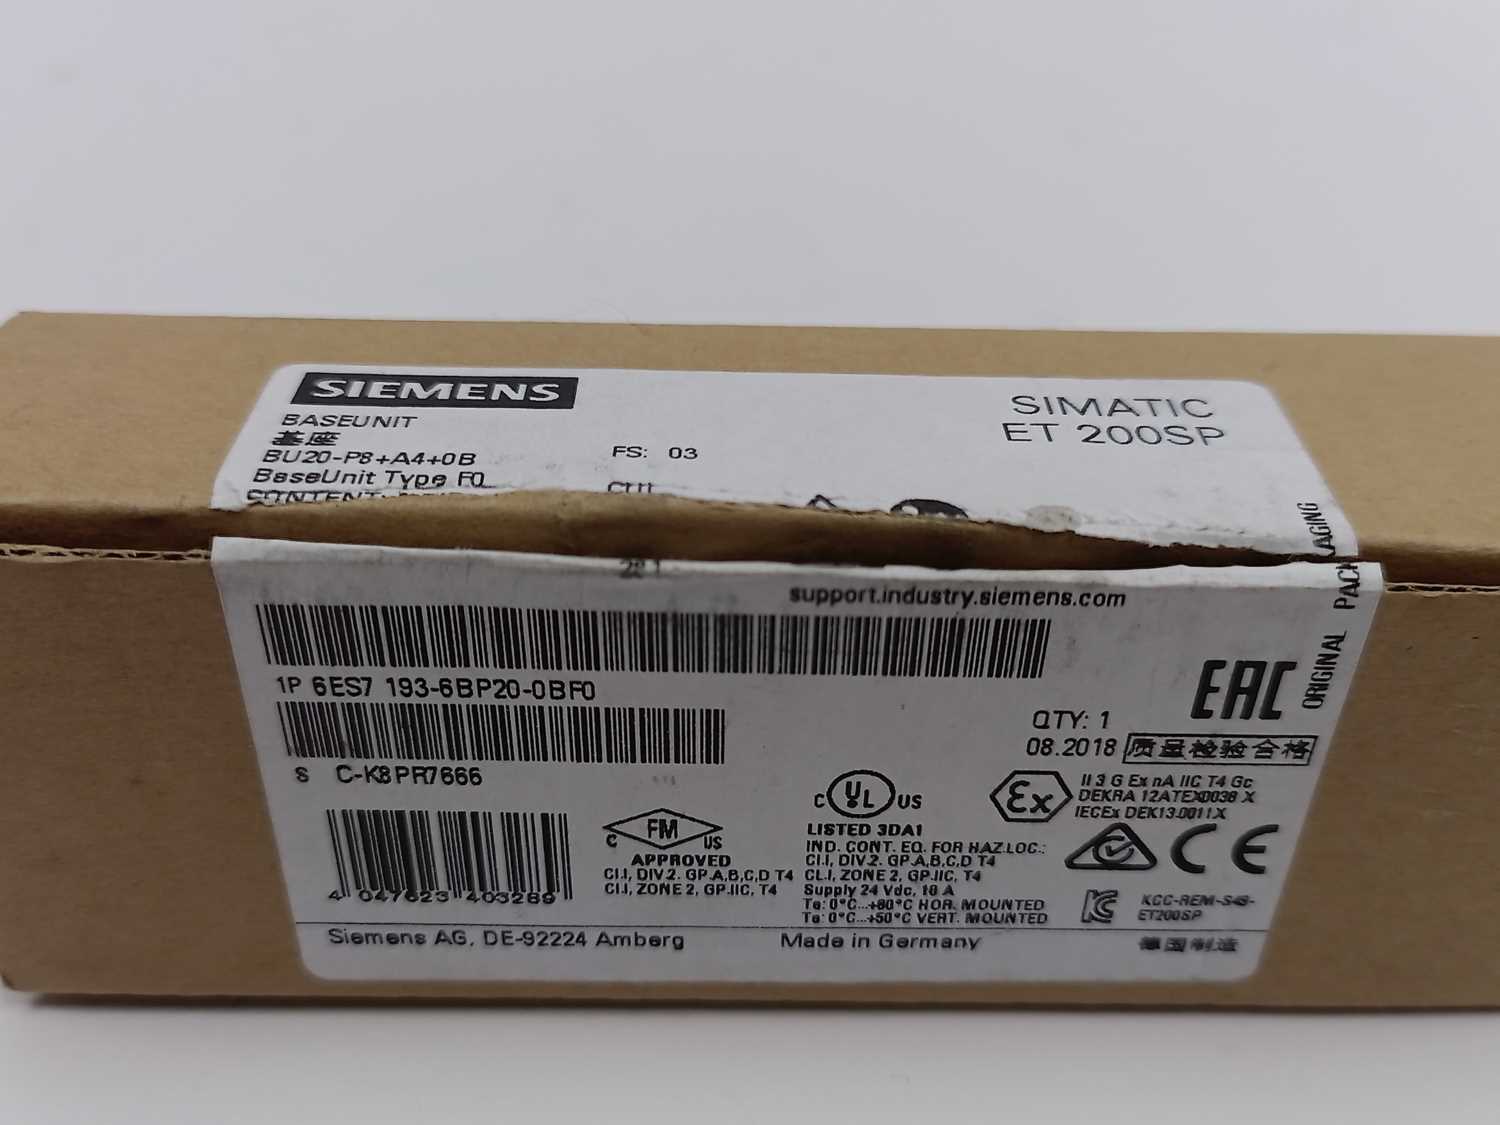 SIEMENS
SIMATIC
ET 200SP
BASEUNIT
基座
BU20-P8+A4+0B
FS: 03
BaseUnit Type F0
support.industry.siemens.com
ORIGINAL PACKAGING
1P 6ES7 193-6BP20-0BF0
EAC
QTY: 1
08.2018 质量检验合格
S C-K8PR7666
C UL US
LISTED 3DA1
IND. CONT. EQ. FOR HAZ.LOC.:
CI.I, DIV.2. GP.A,B,C,D T4
CL.I, ZONE 2, GP.IIC, T4
Supply 24 Vdc, 10 A
Ta: 0°C...+60°C HOR. MOUNTED
Ta: 0°C...+50°C VERT. MOUNTED
Ex
II 3 G Ex nA IIC T4 Gc
DEKRA 12ATEX0038 X
IECEx DEK13.0011X
C FM US
APPROVED
CI.I, DIV.2. GP.A,B,C,D T4
CI.I, ZONE 2, GP.IIC, T4
CE
KCC-REM-S49-
ET200SP
4 047623 403289
Siemens AG, DE-92224 Amberg
Made in Germany
德国制造